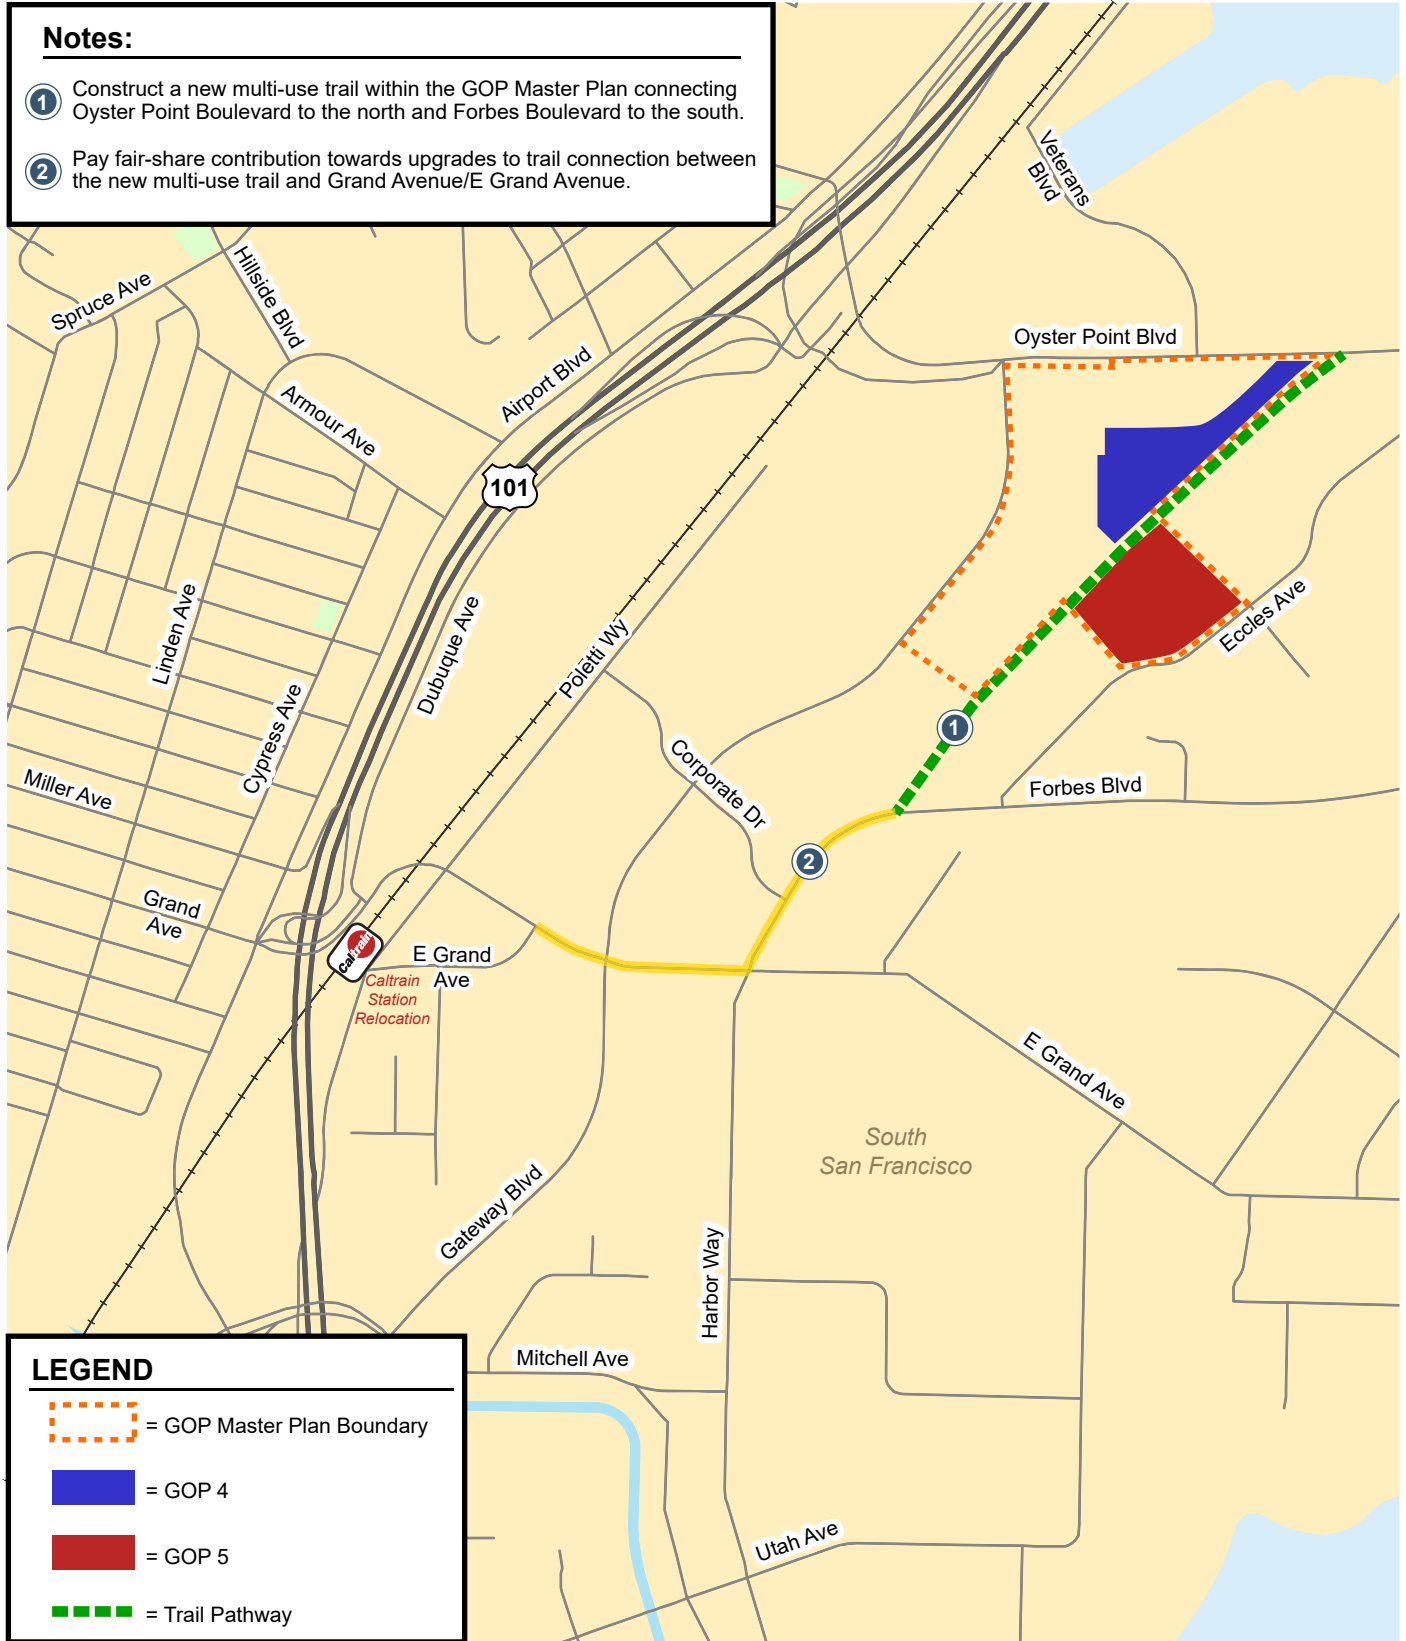 Notes:
1 Construct a new multi-use trail within the GOP Master Plan connecting
Oyster Point Boulevard to the north and Forbes Boulevard to the south.
2 Pay fair-share contribution towards upgrades to trail connection between
the new multi-use trail and Grand Avenue/E Grand Avenue.
Veterans
Blvd
Spruce Ave
Hillside Blvd
Oyster Point Blvd
Airport Blvd
Armour Ave
101
Linden Ave
Dubuque Ave
Eccles Ave
Poletti Wy
Cypress Ave
1
Corporate Dr
Miller Ave
Forbes Blvd
2
Grand
Ave
Caltrain
E Grand
Ave
Caltrain
Station
Relocation
E Grand Ave
South
San Francisco
Gateway Blvd
Harbor Way
Mitchell Ave
Utah Ave
LEGEND
= GOP Master Plan Boundary
= GOP 4
= GOP 5
= Trail Pathway